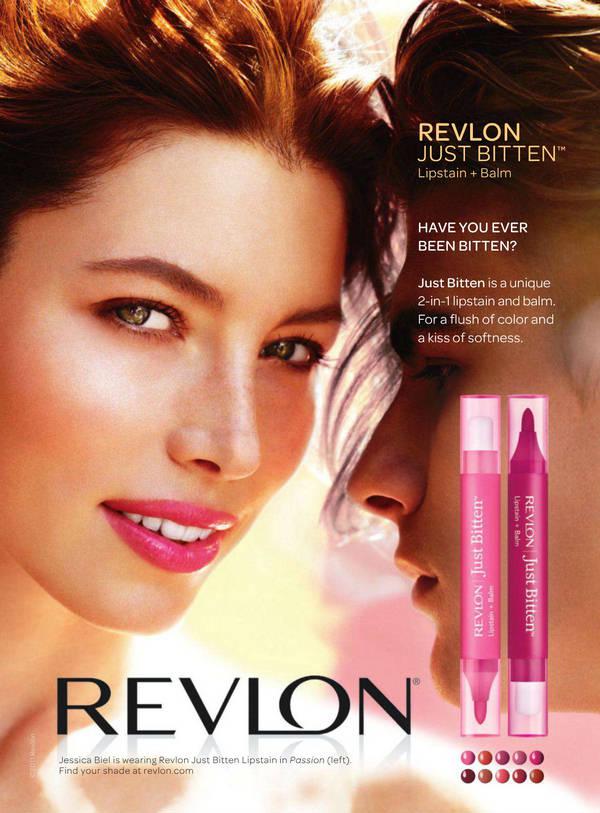 REVLON
JUST BITTEN™
Lipstain + Balm
HAVE YOU EVER
BEEN BITTEN?
Just Bitten is a unique
2-in-1 lipstain and balm.
For a flush of color and
a kiss of softness.
REVLON | Just Bitten™
Lipstain + Balm
REVLON | Just Bitten™
Lipstain + Balm
REVLON®
Jessica Biel is wearing Revlon Just Bitten Lipstain in Passion (left).
Find your shade at revlon.com